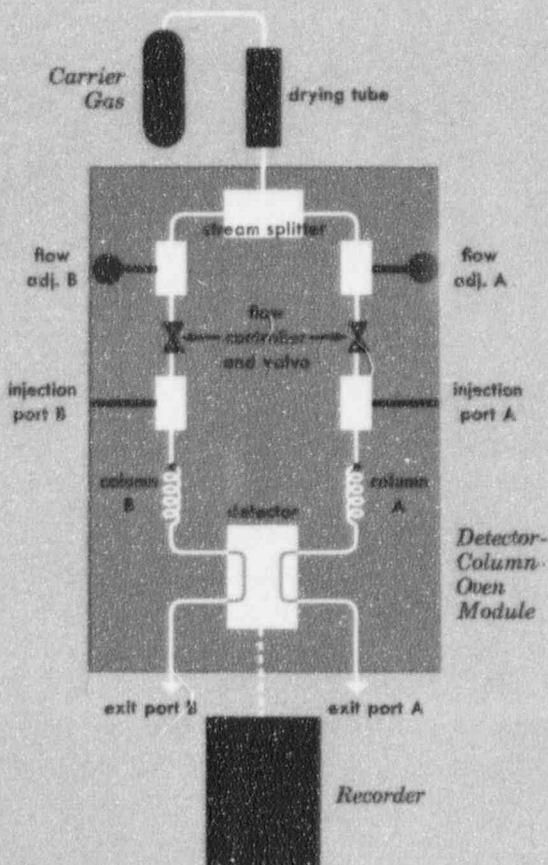 Carrier
Gas
drying tube
stream splitter
flow
adj. B
flow
adj. A
flow
controller
and valve
injection
port B
injection
port A
column
B
column
A
detector
Detector-
Column-
Oven
Module
exit port B
exit port A
Recorder